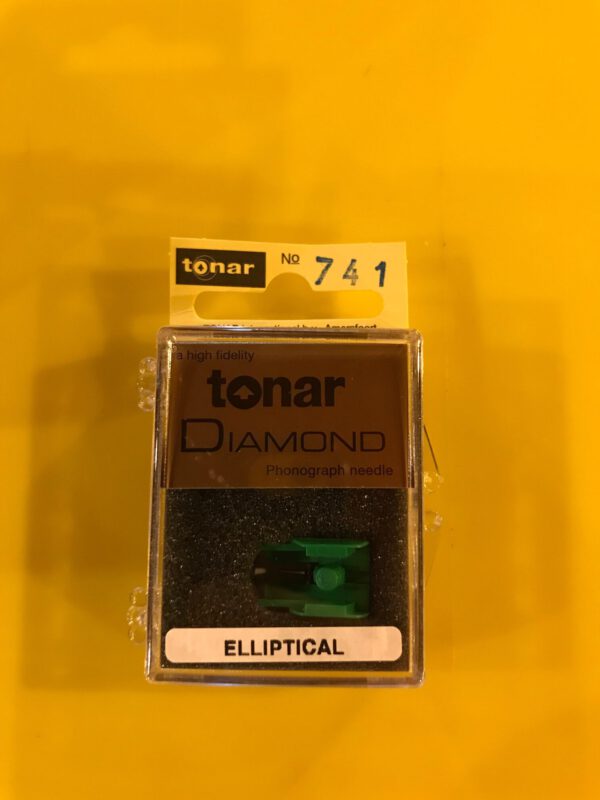 tonar No 741
a high fidelity
tonar
DIAMOND
Phonograph needle
ELLIPTICAL